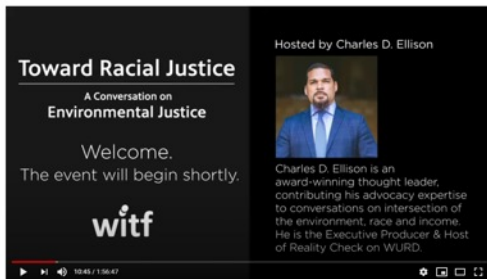 Toward Racial Justice
A Conversation on
Environmental Justice
Welcome.
The event will begin shortly.
witf
Hosted by Charles D. Ellison
Charles D. Ellison is an
award-winning thought leader,
contributing his advocacy expertise
to conversations on intersection of
the environment, race and income.
He is the Executive Producer & Host
of Reality Check on WURD.
10:45 / 1:56:47